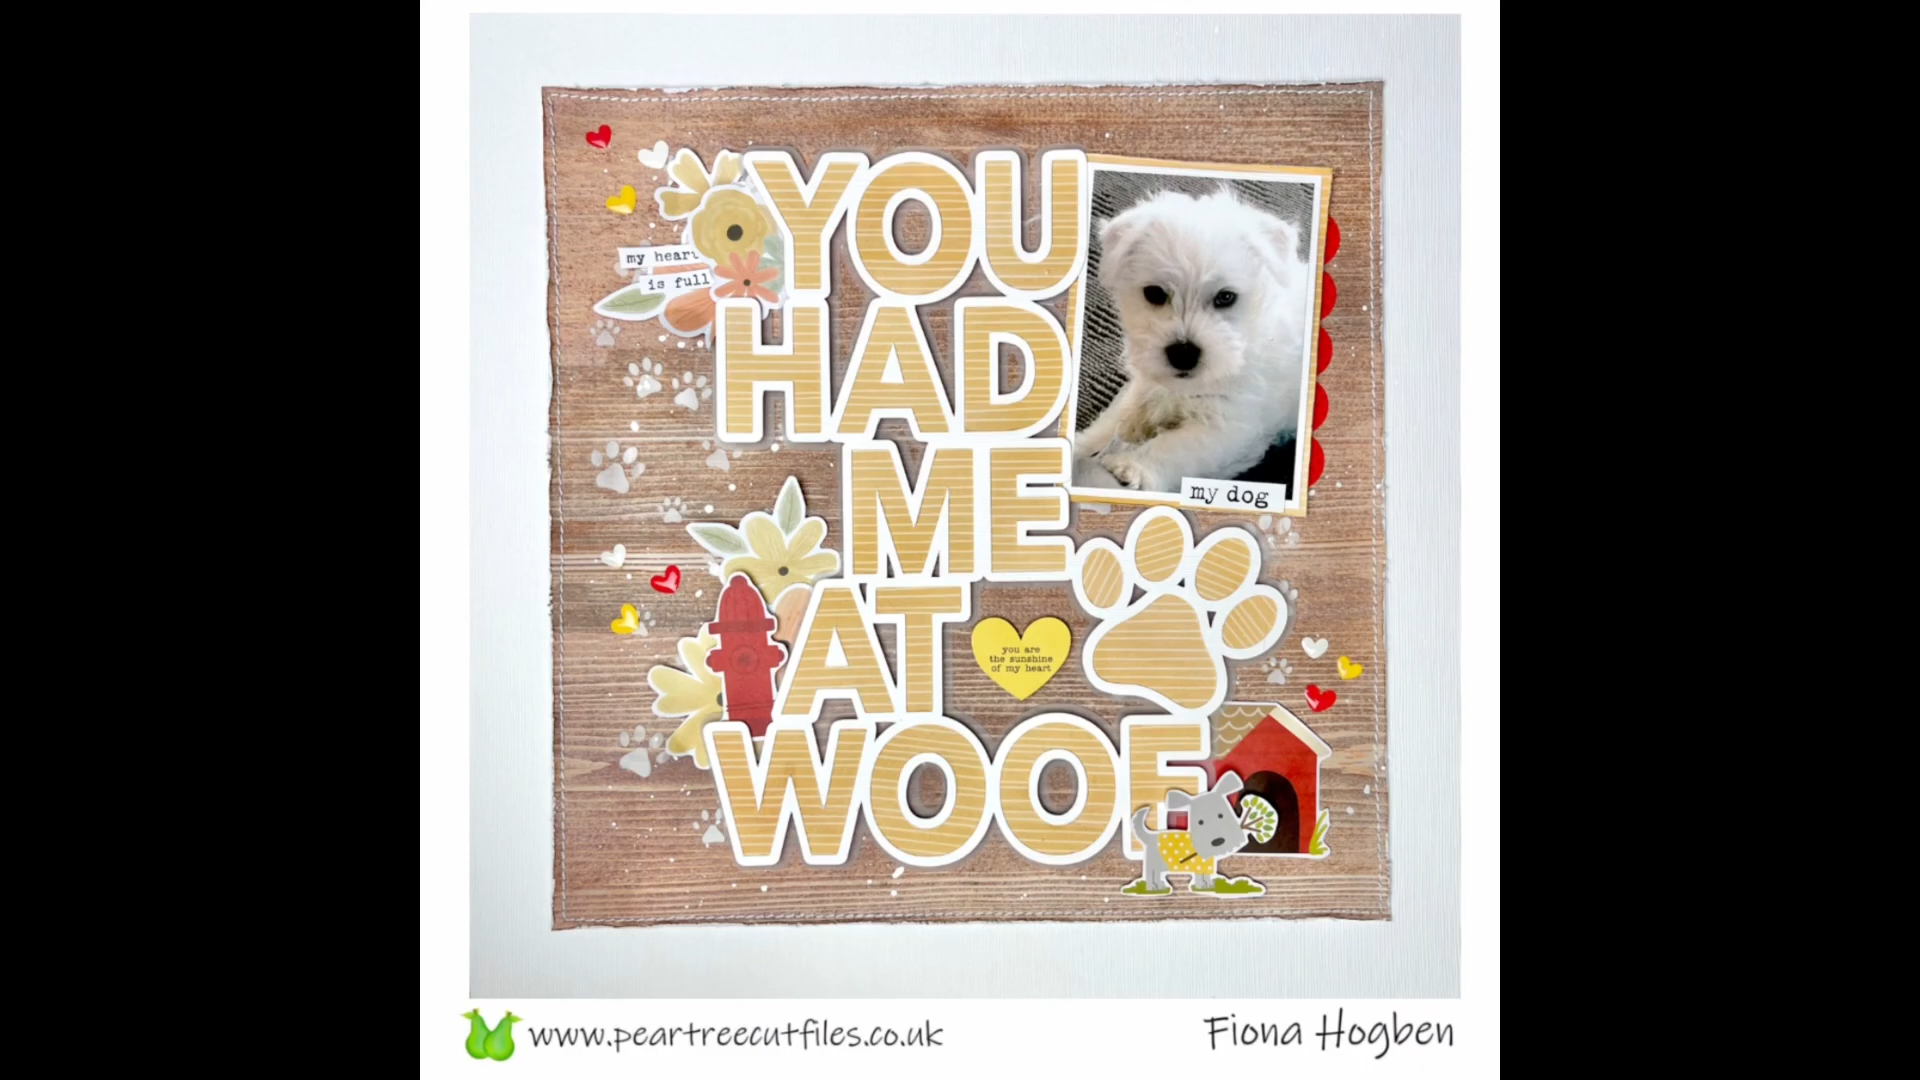 YOU
HAD
ME
AT
WOOF
my heart
is full
my dog
you are
the sunshine
of my heart
www.peartreecutfiles.co.uk
Fiona Hogben